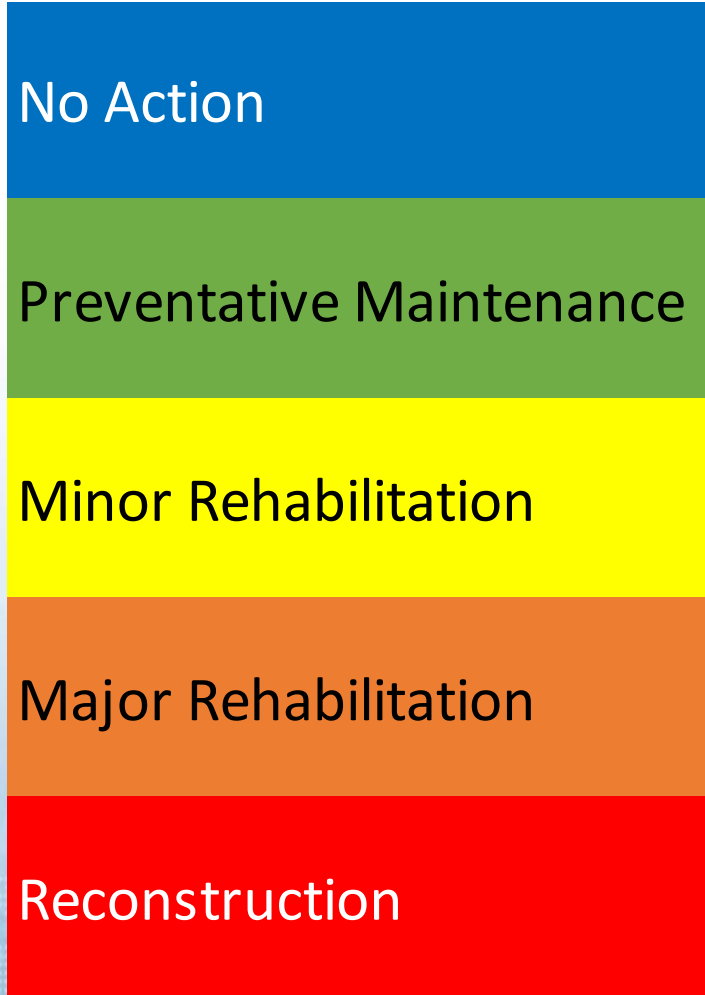 No Action
Preventative Maintenance
Minor Rehabilitation
Major Rehabilitation
Reconstruction